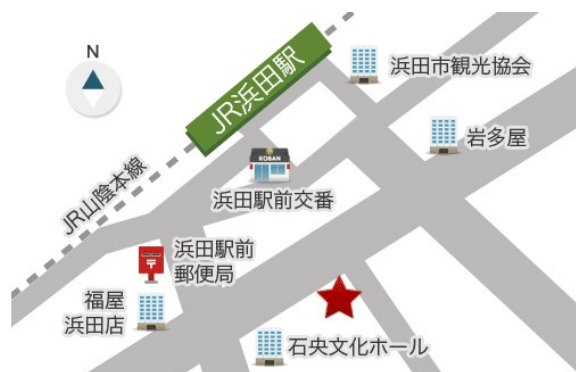 N
JR浜田駅
浜田市観光協会
岩多屋
KOBAN
浜田駅前交番
JR山陰本線
浜田駅前
郵便局
福屋
浜田店
石央文化ホール